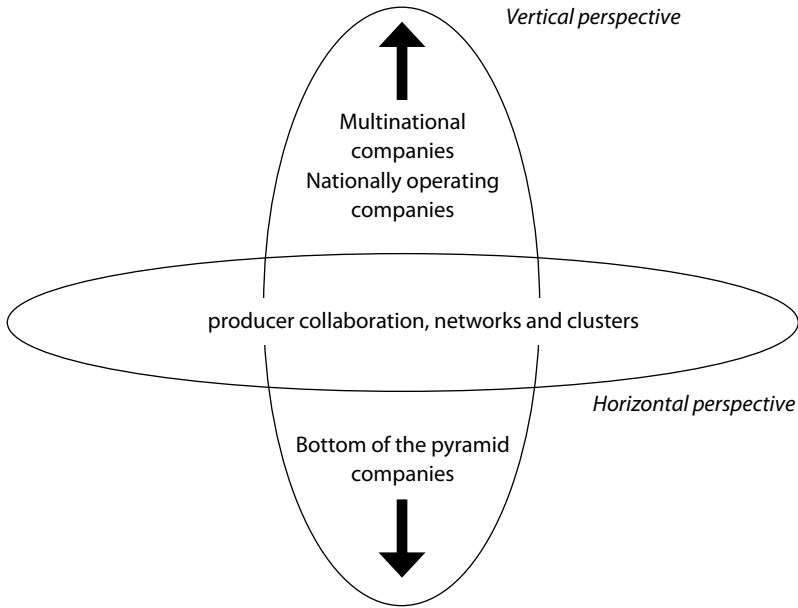 Vertical perspective
Multinational
companies
Nationally operating
companies
producer collaboration, networks and clusters
Horizontal perspective
Bottom of the pyramid
companies